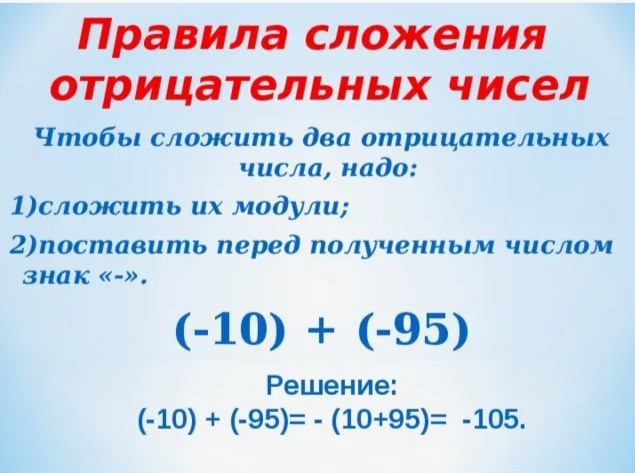 Правила сложения
отрицательных чисел
Чтобы сложить два отрицательных
числа, надо:
1)сложить их модули;
2)поставить перед полученным числом
знак «-».
(-10) + (-95)
Решение:
(-10) + (-95)= - (10+95)= -105.